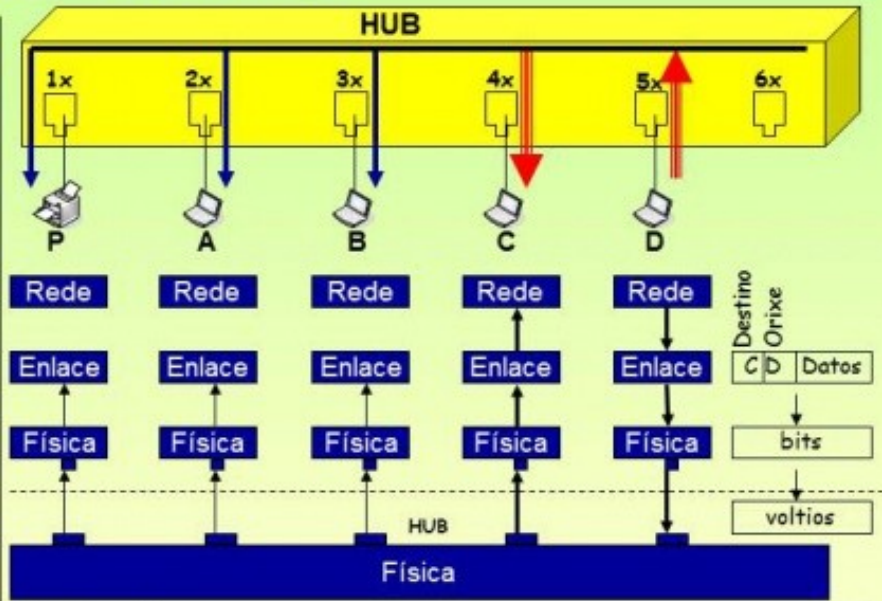 HUB
1x 2x 3x 4x 5x 6x
P A B C D
Destino
Orixe
Rede Rede Rede Rede Rede
Enlace Enlace Enlace Enlace Enlace C D Datos
Física Física Física Física Física bits
HUB voltios
Física